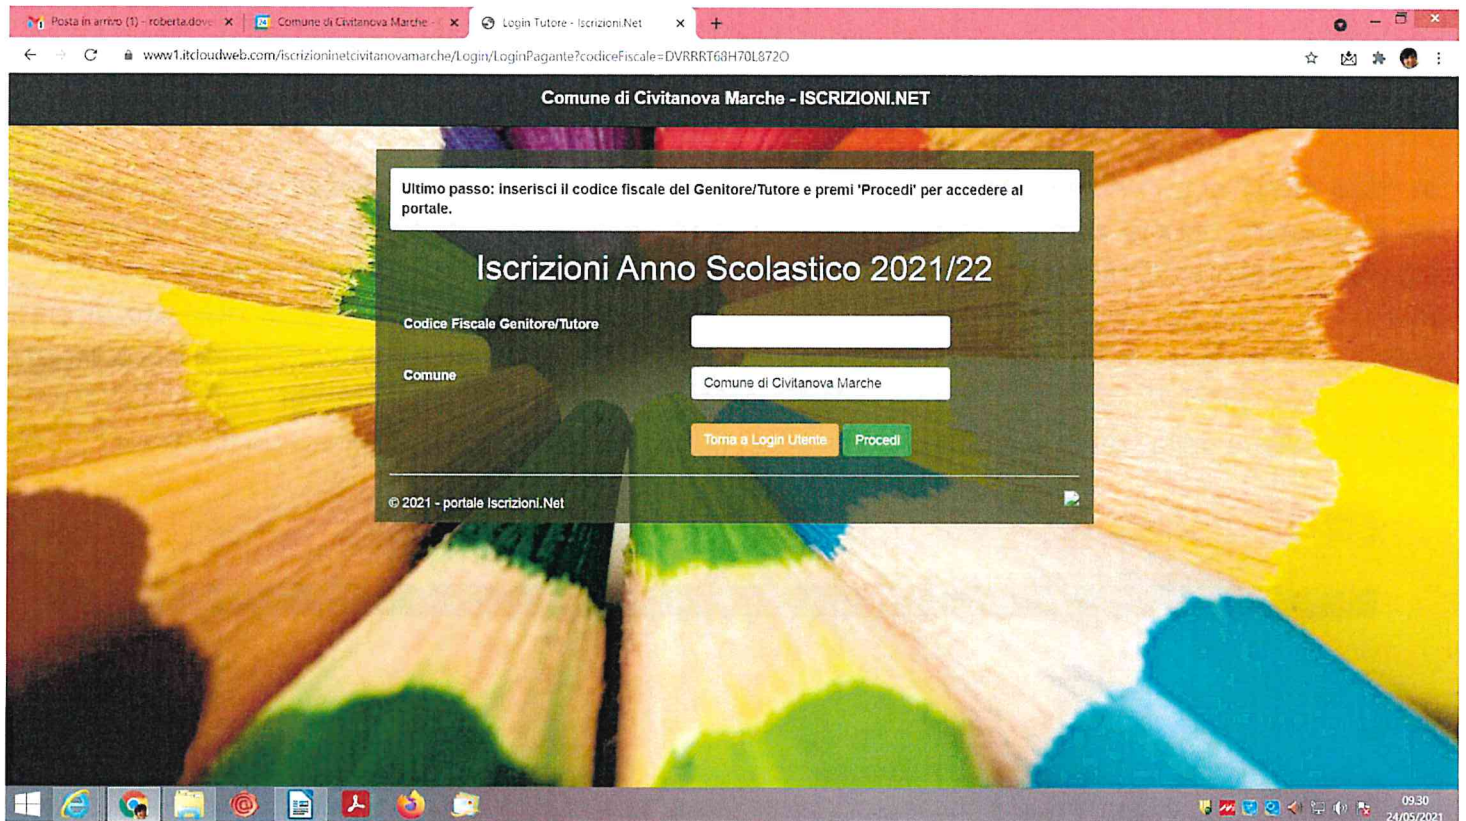 Posta in arrivo (1) - roberta.dove
Comune di Civitanova Marche -
Login Tutore - Iscrizioni.Net
www1.itcloudweb.com/iscrizioninetcivitanovamarche/Login/LoginPagante?codiceFiscale=DVRRRT68H70L872O
Comune di Civitanova Marche - ISCRIZIONI.NET
Ultimo passo: inserisci il codice fiscale del Genitore/Tutore e premi 'Procedi' per accedere al
portale.
Iscrizioni Anno Scolastico 2021/22
Codice Fiscale Genitore/Tutore
Comune
Comune di Civitanova Marche
Torna a Login Utente
Procedi
© 2021 - portale Iscrizioni.Net
09.30
24/05/2021